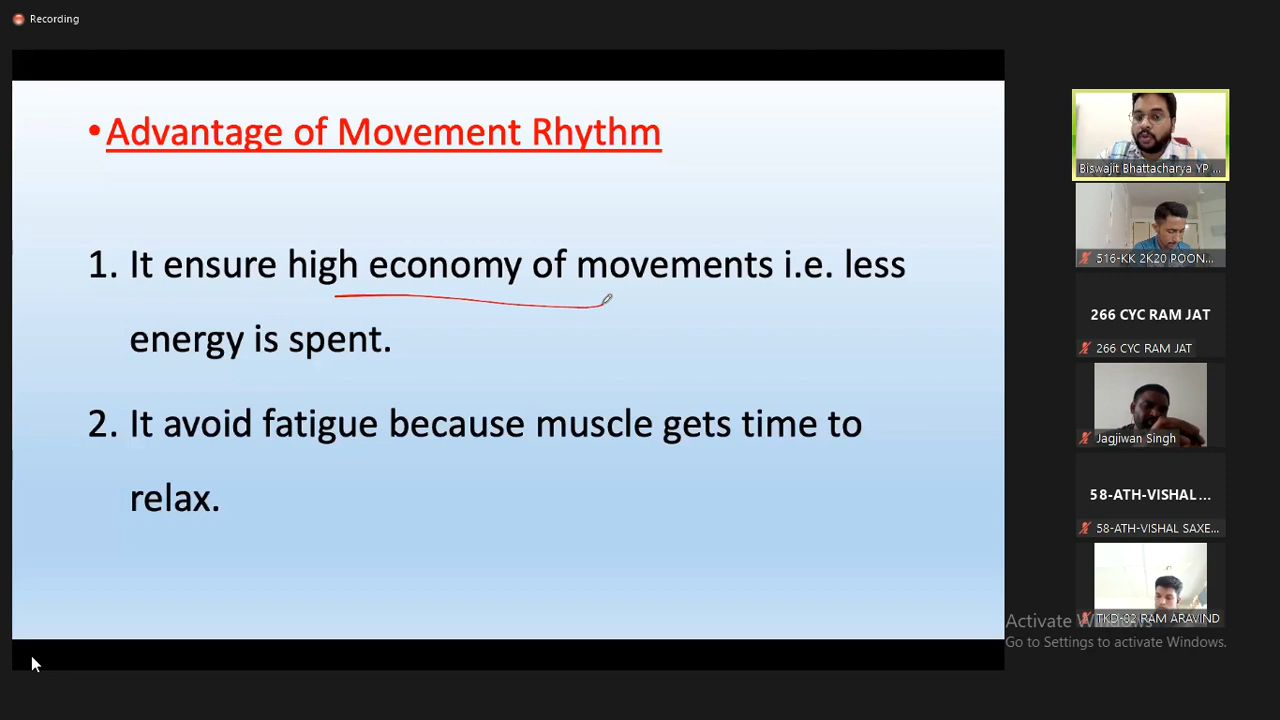 Recording
• Advantage of Movement Rhythm
1. It ensure high economy of movements i.e. less
energy is spent.
2. It avoid fatigue because muscle gets time to
relax.
Biswajit Bhattacharya YP ...
516-KK 2K20 POON...
266 CYC RAM JAT
266 CYC RAM JAT
Jagjiwan Singh
58-ATH-VISHAL ...
58-ATH-VISHAL SAXE...
TKD-02 RAM ARAVIND
Activate Windows
Go to Settings to activate Windows.